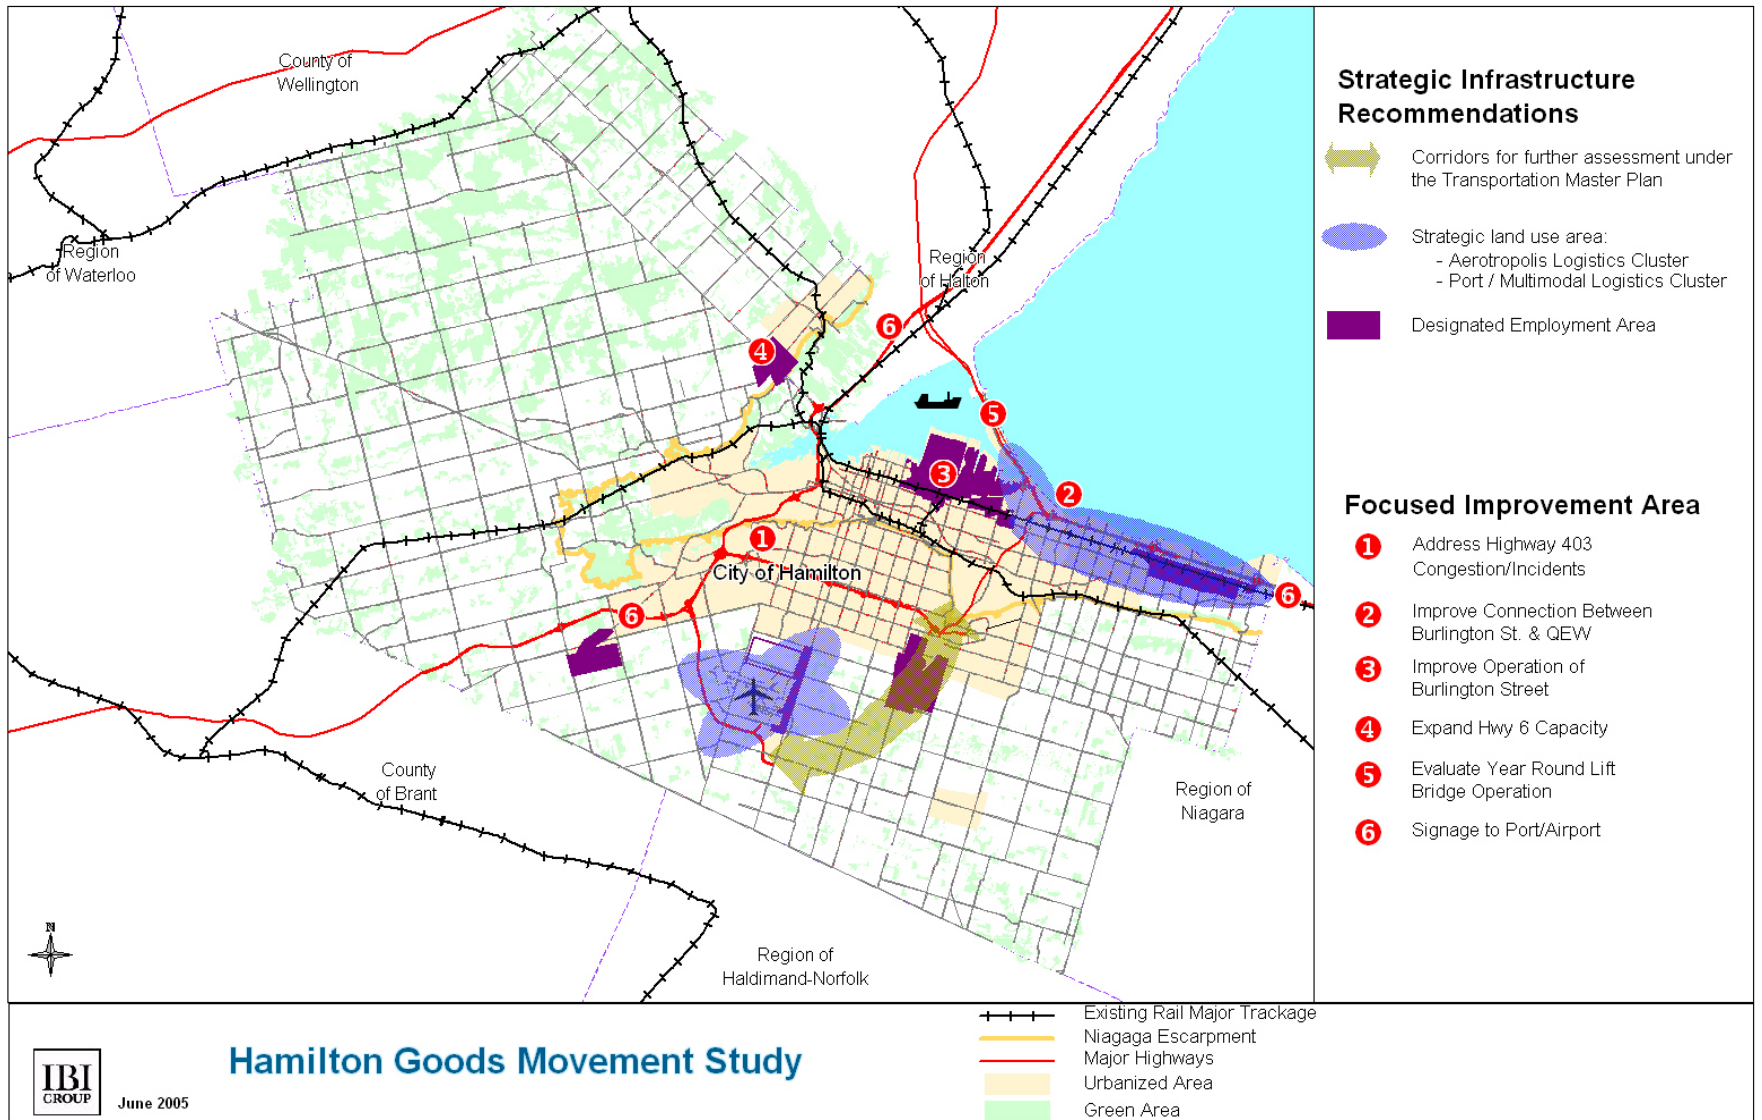 County of
Wellington
Region
of Waterloo
Region
of Halton
6
4
5
3
2
1
City of Hamilton
6
6
County
of Brant
Region of
Niagara
Region of
Haldimand-Norfolk
N
Strategic Infrastructure
Recommendations
Corridors for further assessment under
the Transportation Master Plan
Strategic land use area:
- Aerotropolis Logistics Cluster
- Port / Multimodal Logistics Cluster
Designated Employment Area
Focused Improvement Area
1 Address Highway 403
Congestion/Incidents
2 Improve Connection Between
Burlington St. & QEW
3 Improve Operation of
Burlington Street
4 Expand Hwy 6 Capacity
5 Evaluate Year Round Lift
Bridge Operation
6 Signage to Port/Airport
IBI
GROUP
June 2005
Hamilton Goods Movement Study
Existing Rail Major Trackage
Niagaga Escarpment
Major Highways
Urbanized Area
Green Area